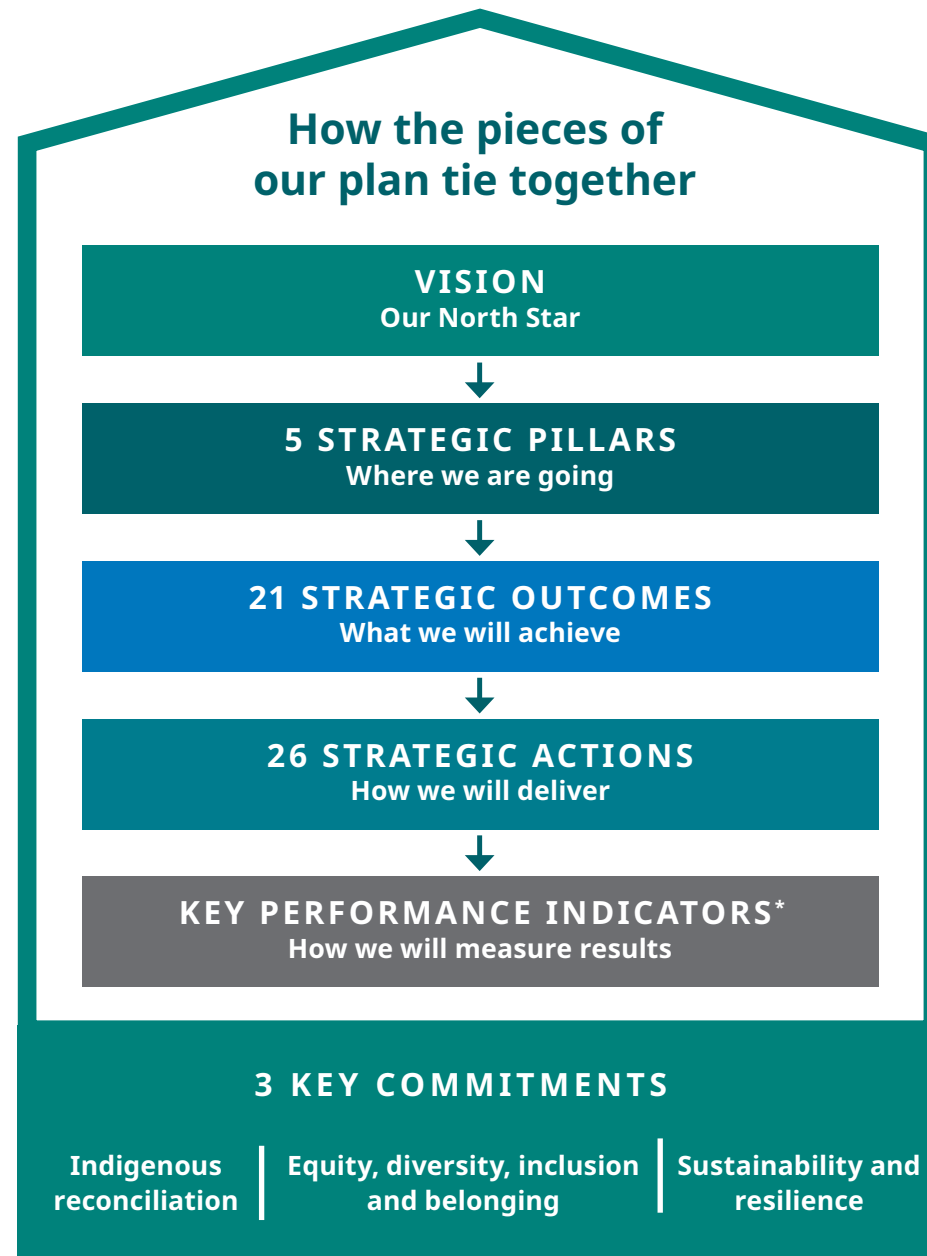 How the pieces of
our plan tie together
VISION
Our North Star
5 STRATEGIC PILLARS
Where we are going
21 STRATEGIC OUTCOMES
What we will achieve
26 STRATEGIC ACTIONS
How we will deliver
KEY PERFORMANCE INDICATORS*
How we will measure results
3 KEY COMMITMENTS
Indigenous
reconciliation
Equity, diversity, inclusion
and belonging
Sustainability and
resilience